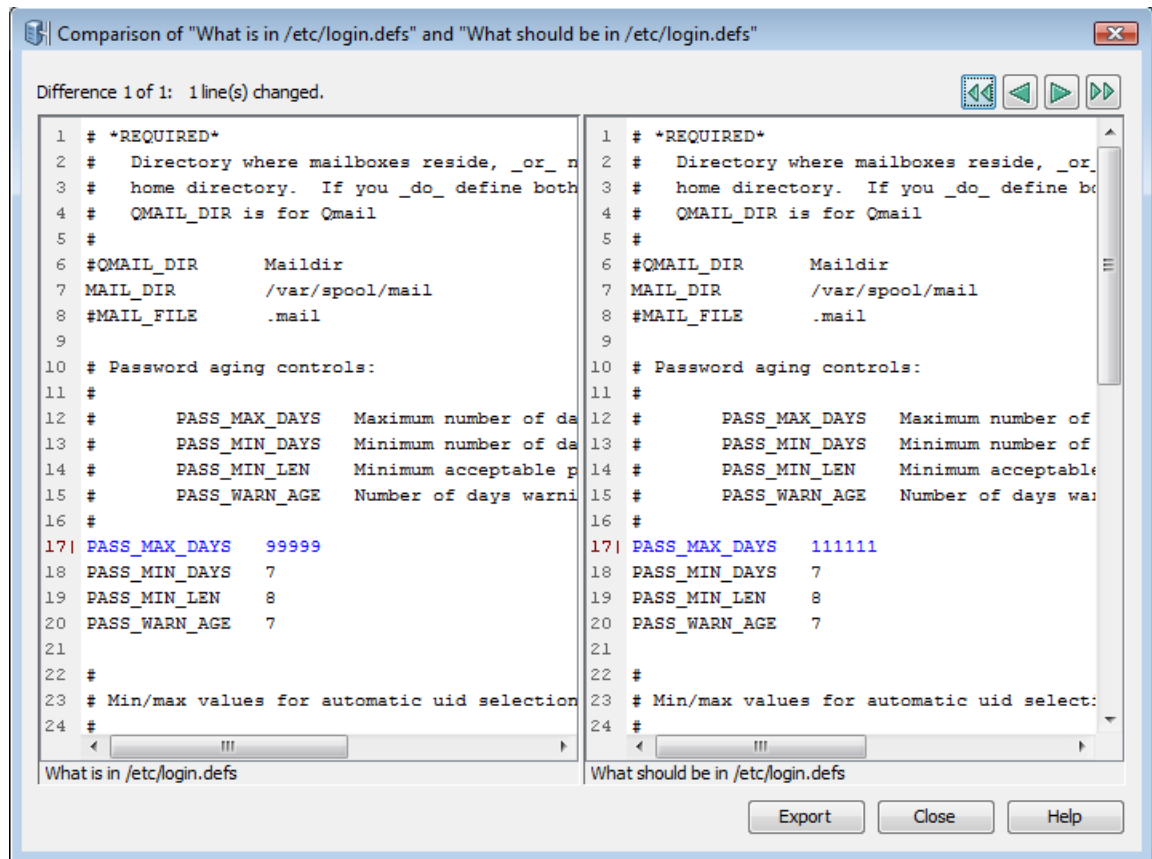 Comparison of "What is in /etc/login.defs" and "What should be in /etc/login.defs"
Difference 1 of 1: 1 line(s) changed.
1 # *REQUIRED*
2 # Directory where mailboxes reside, _or_ n
3 # home directory. If you _do_ define both
4 # QMAIL_DIR is for Qmail
5 #
6 #QMAIL_DIR Maildir
7 MAIL_DIR /var/spool/mail
8 #MAIL_FILE .mail
9
10 # Password aging controls:
11 #
12 # PASS_MAX_DAYS Maximum number of da
13 # PASS_MIN_DAYS Minimum number of da
14 # PASS_MIN_LEN Minimum acceptable p
15 # PASS_WARN_AGE Number of days warni
16 #
17| PASS_MAX_DAYS 99999
18 PASS_MIN_DAYS 7
19 PASS_MIN_LEN 8
20 PASS_WARN_AGE 7
21
22 #
23 # Min/max values for automatic uid selection
24 #
What is in /etc/login.defs
1 # *REQUIRED*
2 # Directory where mailboxes reside, _or_
3 # home directory. If you _do_ define bo
4 # QMAIL_DIR is for Qmail
5 #
6 #QMAIL_DIR Maildir
7 MAIL_DIR /var/spool/mail
8 #MAIL_FILE .mail
9
10 # Password aging controls:
11 #
12 # PASS_MAX_DAYS Maximum number of
13 # PASS_MIN_DAYS Minimum number of
14 # PASS_MIN_LEN Minimum acceptable
15 # PASS_WARN_AGE Number of days war
16 #
17| PASS_MAX_DAYS 111111
18 PASS_MIN_DAYS 7
19 PASS_MIN_LEN 8
20 PASS_WARN_AGE 7
21
22 #
23 # Min/max values for automatic uid select
24 #
What should be in /etc/login.defs
Export Close Help